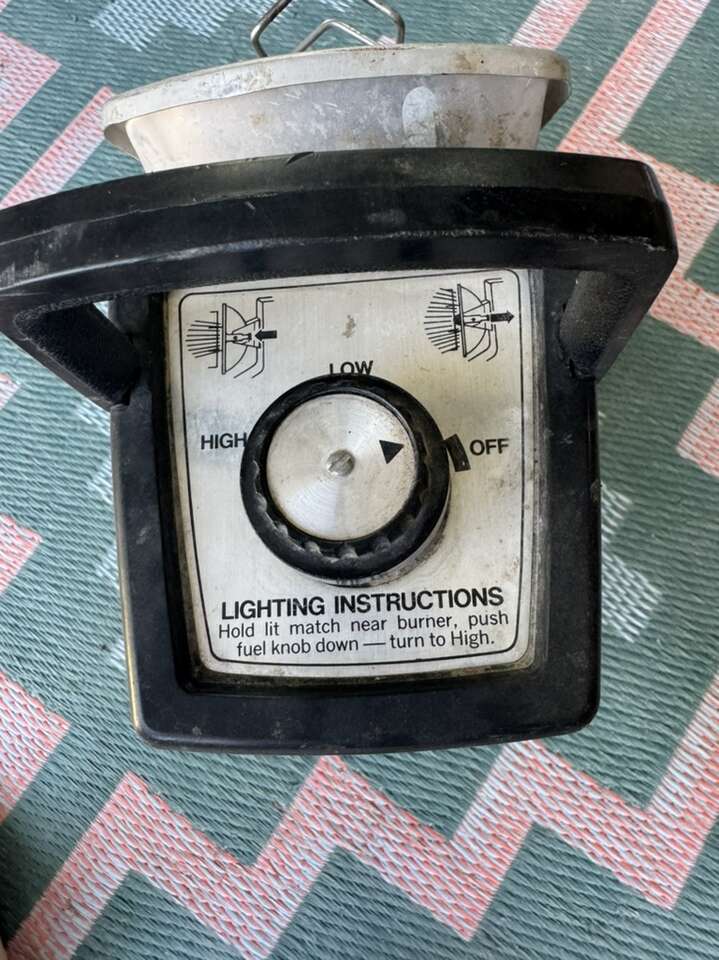 LOW
HIGH
OFF
LIGHTING INSTRUCTIONS
Hold lit match near burner, push
fuel knob down — turn to High.